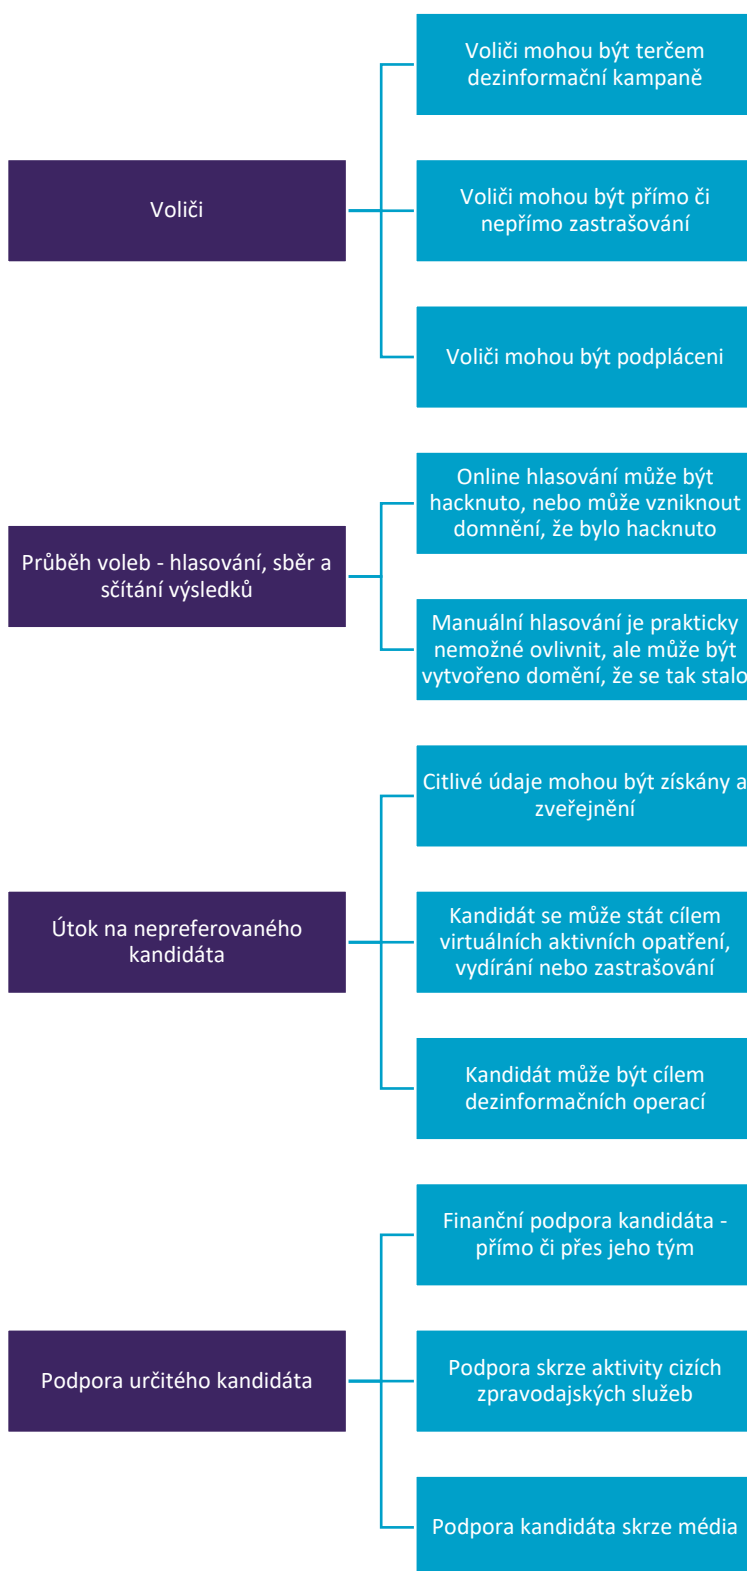 Voliči
Voliči mohou být terčem
dezinformační kampaně
Voliči mohou být přímo či
nepřímo zastrašování
Voliči mohou být podpláceni
Průběh voleb - hlasování, sběr a
sčítání výsledků
Online hlasování může být
hacknuto, nebo může vzniknout
domnění, že bylo hacknuto
Manuální hlasování je prakticky
nemožné ovlivnit, ale může být
vytvořeno domění, že se tak stalo
Útok na nepreferovaného
kandidáta
Citlivé údaje mohou být získány a
zveřejnění
Kandidát se může stát cílem
virtuálních aktivních opatření,
vydírání nebo zastrašování
Kandidát může být cílem
dezinformačních operací
Podpora určitého kandidáta
Finanční podpora kandidáta -
přímo či přes jeho tým
Podpora skrze aktivity cizích
zpravodajských služeb
Podpora kandidáta skrze média